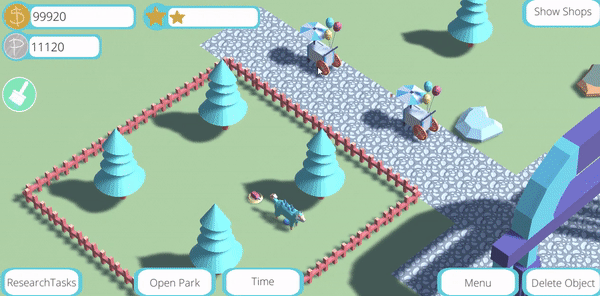 99920
Show Shops
11120
ResearchTasks
Open Park
Time
Menu
Delete Object